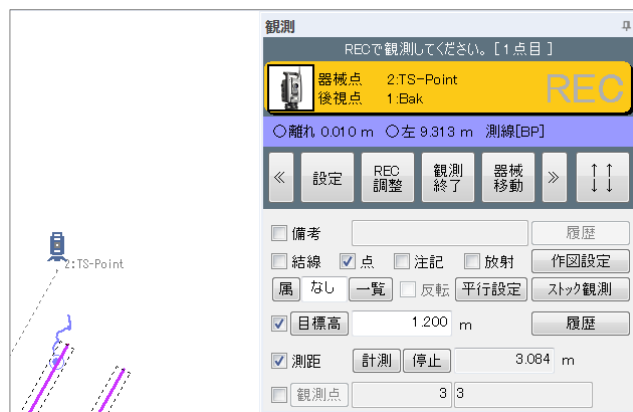 観測
RECで観測してください。[1点目]
器械点 2:TS-Point
後視点 1:Bak
REC
○離れ 0.010 m ○左 9.313 m 測線[BP]
« 設定 REC調整 観測終了 器械移動 » ↑↑↓↓
備考 履歴
結線 点 注記 放射 作図設定
属 なし 一覧 反転 平行設定 ストック観測
目標高 1.200 m 履歴
測距 計測 停止 3.084 m
観測点 3 3
2:TS-Point